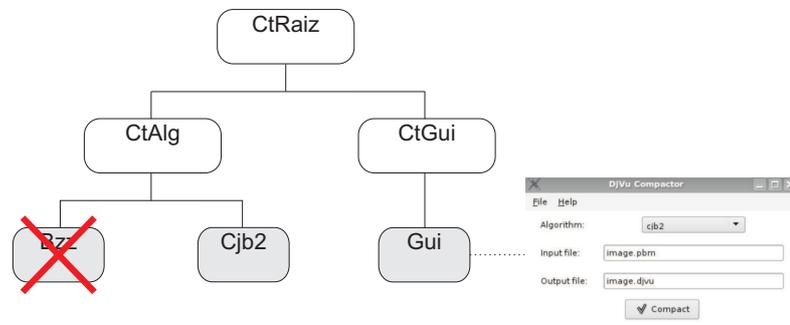 CtRaiz
CtAlg
CtGui
Bzz
Cjb2
Gui
DjVu Compactor
File Help
Algorithm: cjb2
Input file: image.pbm
Output file: image.djvu
Compact